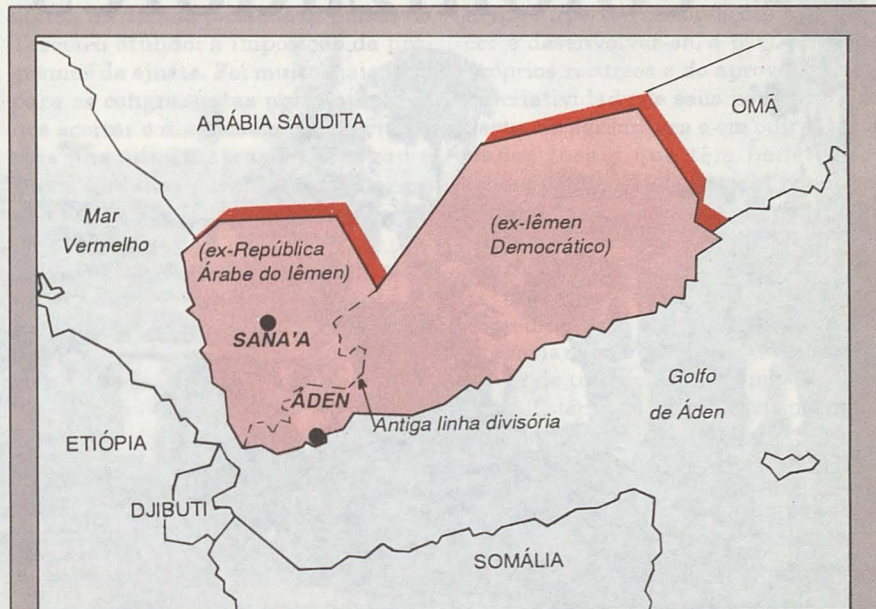 ARÁBIA SAUDITA
OMÃ
Mar
Vermelho
(ex-República
Árabe do Iêmen)
(ex-Iêmen
Democrático)
SANA'A
ÁDEN
Antiga linha divisória
Golfo
de Áden
ETIÓPIA
DJIBUTI
SOMÁLIA